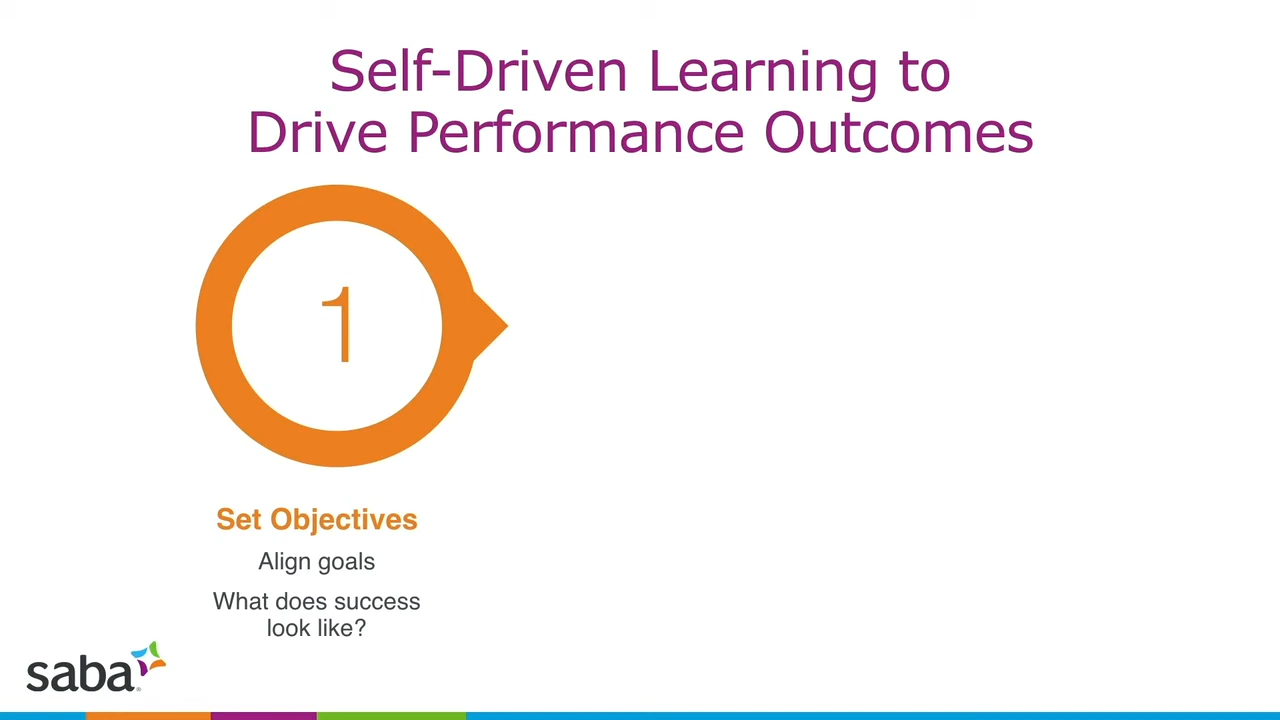 Self-Driven Learning to
Drive Performance Outcomes
1
Set Objectives
Align goals
What does success
look like?
saba